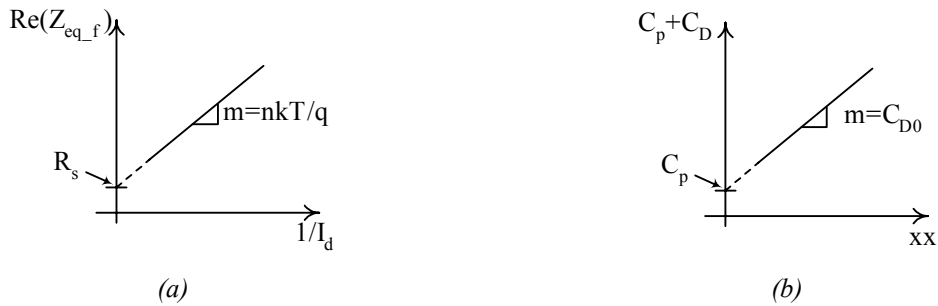 Re(Z_eq_f)
m=nkT/q
R_s
1/I_d
(a)
C_p+C_D
m=C_D0
C_p
xx
(b)